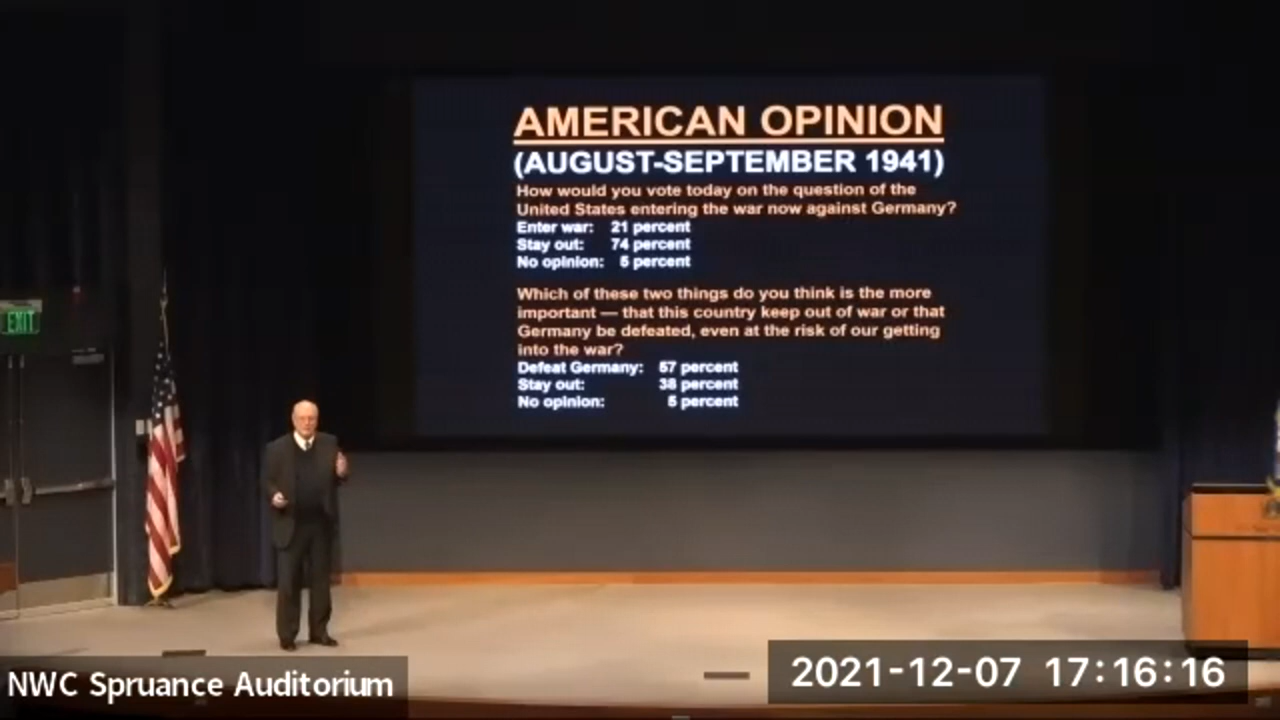 AMERICAN OPINION
(AUGUST-SEPTEMBER 1941)
How would you vote today on the question of the
United States entering the war now against Germany?
Enter war: 21 percent
Stay out: 74 percent
No opinion: 5 percent
Which of these two things do you think is the more
important — that this country keep out of war or that
Germany be defeated, even at the risk of our getting
into the war?
Defeat Germany: 57 percent
Stay out: 38 percent
No opinion: 5 percent
EXIT
NWC Spruance Auditorium
2021-12-07 17:16:16